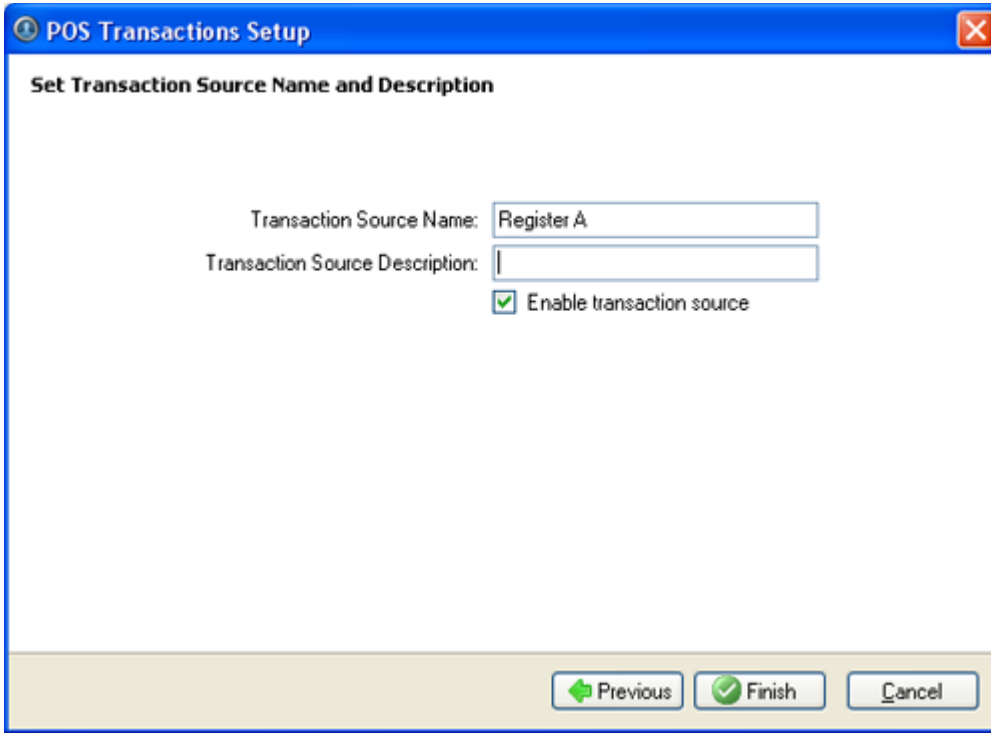 POS Transactions Setup
Set Transaction Source Name and Description
Transaction Source Name: Register A
Transaction Source Description:
Enable transaction source
Previous Finish Cancel